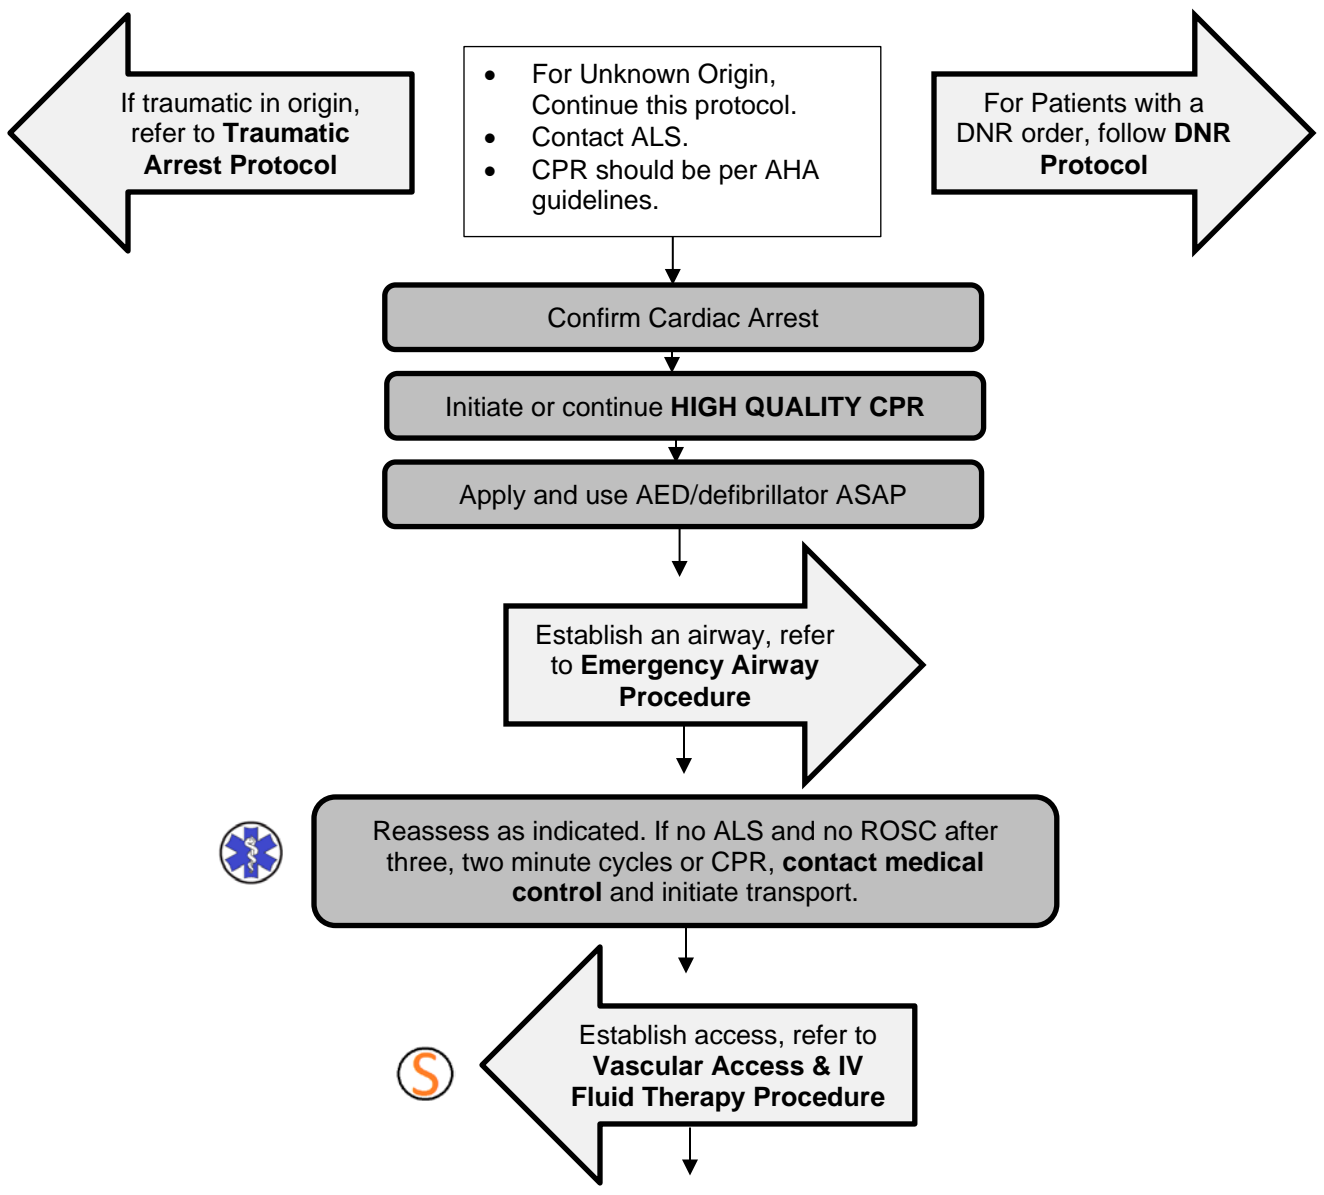 If traumatic in origin,
refer to Traumatic
Arrest Protocol
• For Unknown Origin,
Continue this protocol.
• Contact ALS.
• CPR should be per AHA
guidelines.
For Patients with a
DNR order, follow DNR
Protocol
Confirm Cardiac Arrest
Initiate or continue HIGH QUALITY CPR
Apply and use AED/defibrillator ASAP
Establish an airway, refer
to Emergency Airway
Procedure
Reassess as indicated. If no ALS and no ROSC after
three, two minute cycles or CPR, contact medical
control and initiate transport.
S
Establish access, refer to
Vascular Access & IV
Fluid Therapy Procedure